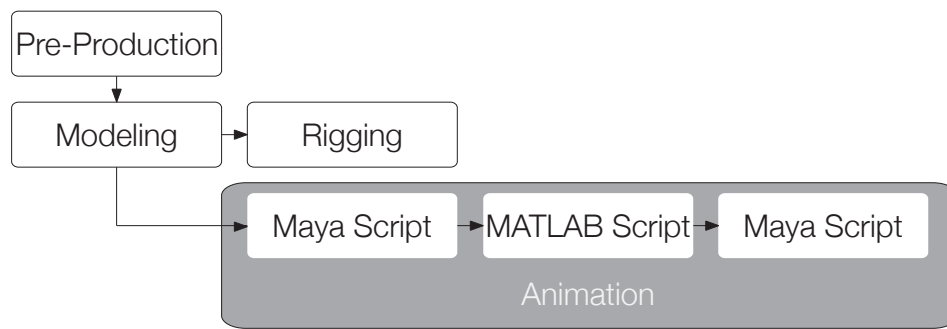 Pre-Production
Modeling
Rigging
Maya Script
MATLAB Script
Maya Script
Animation